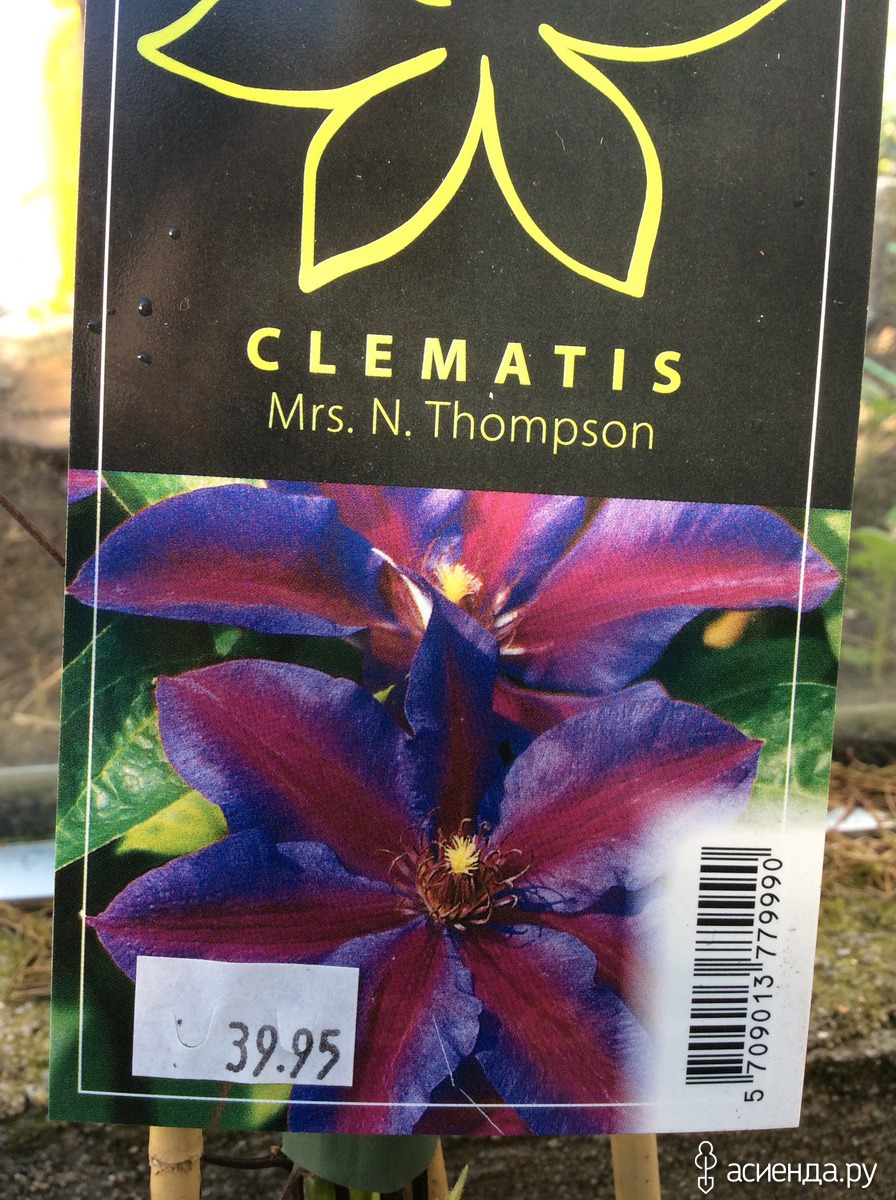 CLEMATIS
Mrs. N. Thompson
39.95
5 709013 779990
асиенда.ру